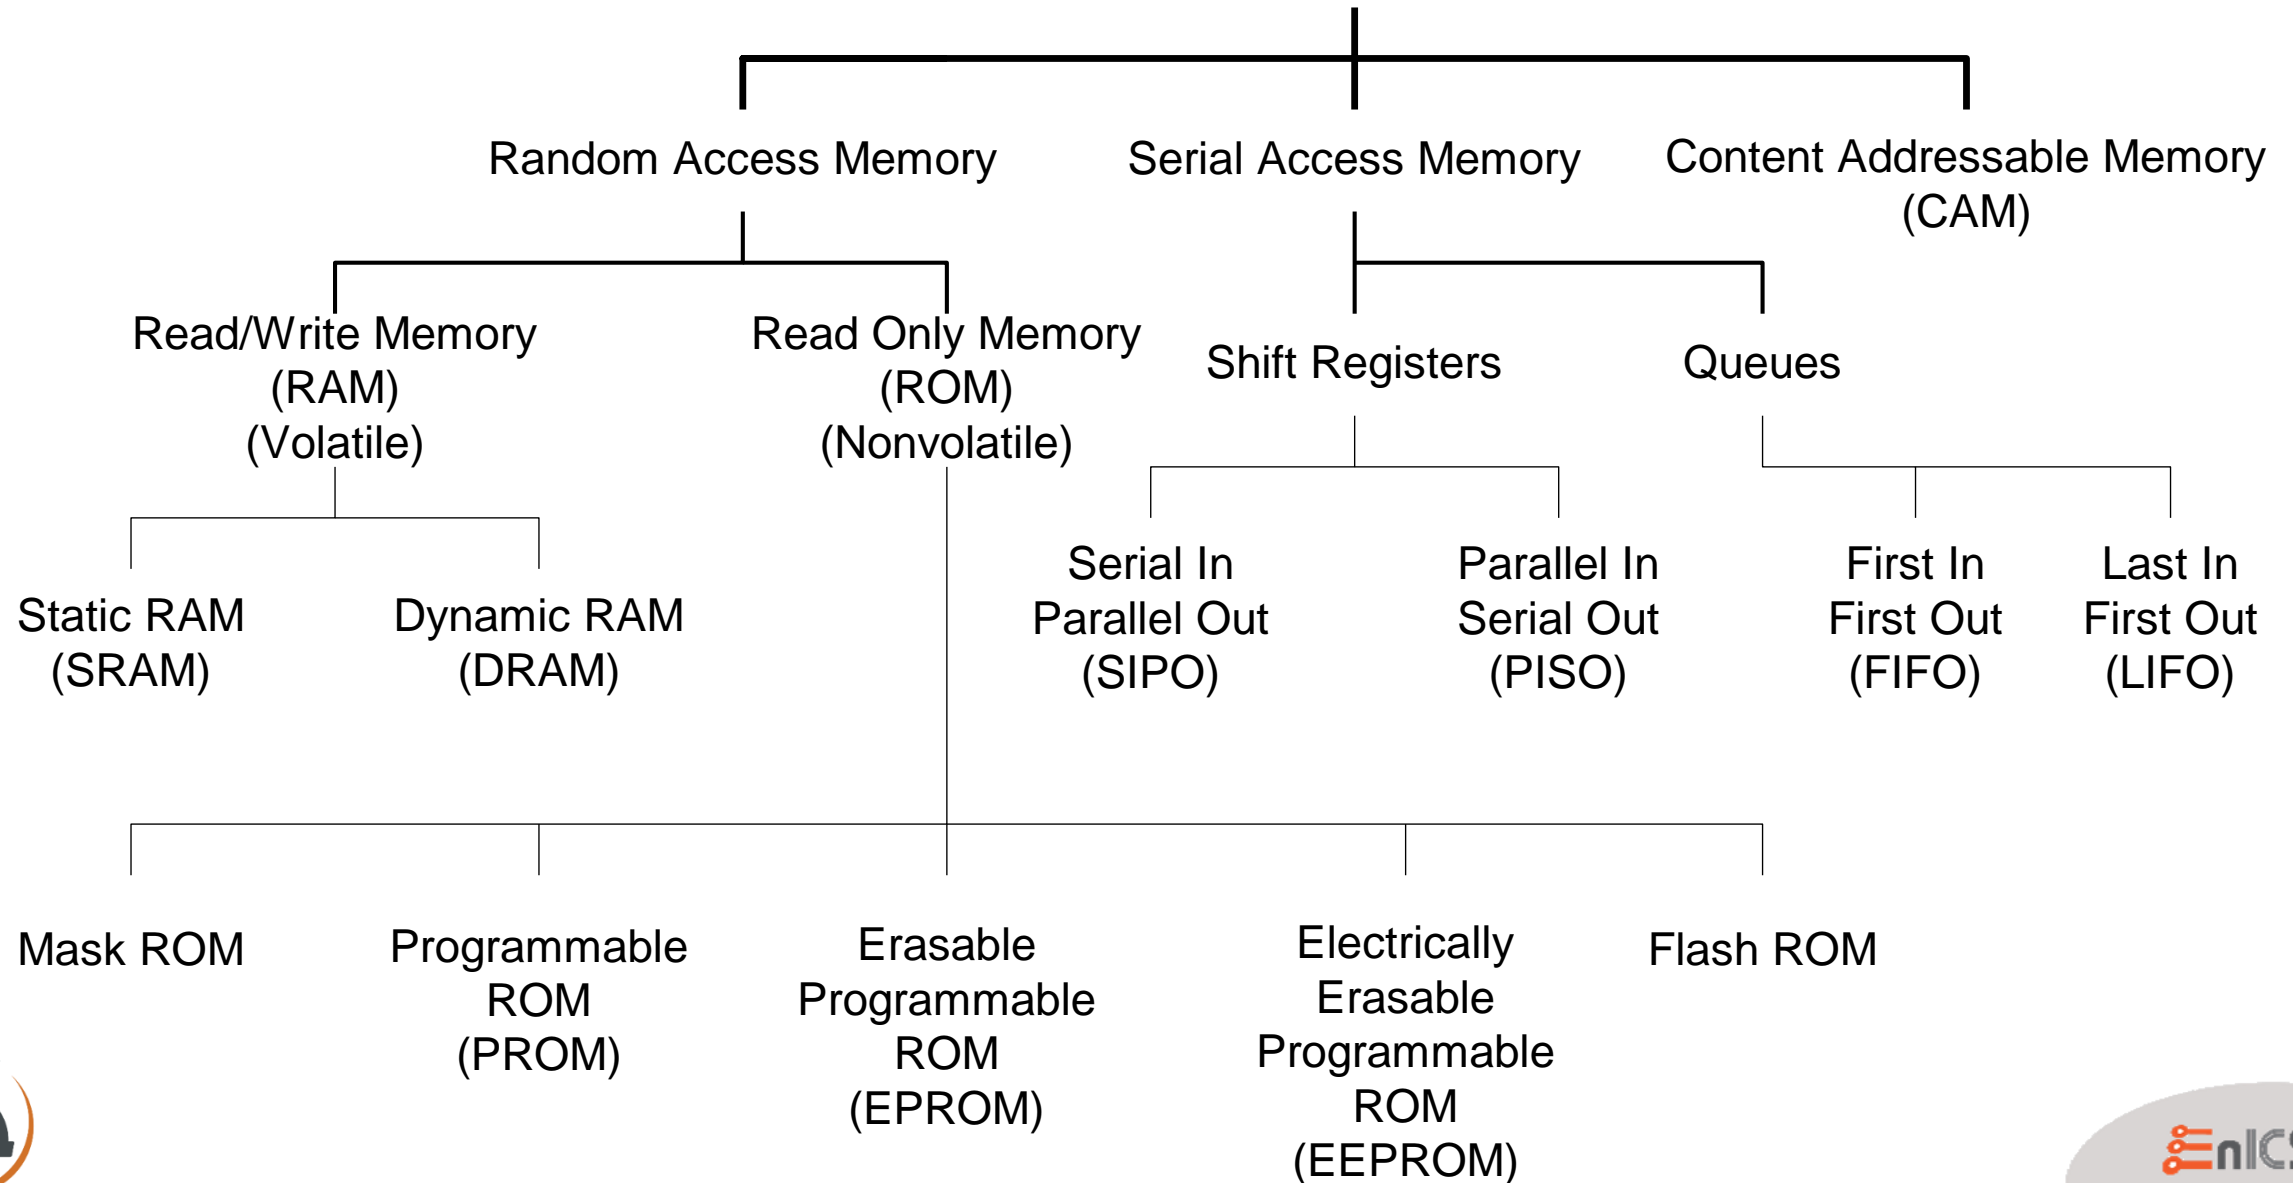 Random Access Memory
Serial Access Memory
Content Addressable Memory
(CAM)
Read/Write Memory
(RAM)
(Volatile)
Read Only Memory
(ROM)
(Nonvolatile)
Shift Registers
Queues
Static RAM
(SRAM)
Dynamic RAM
(DRAM)
Serial In
Parallel Out
(SIPO)
Parallel In
Serial Out
(PISO)
First In
First Out
(FIFO)
Last In
First Out
(LIFO)
Mask ROM
Programmable
ROM
(PROM)
Erasable
Programmable
ROM
(EPROM)
Electrically
Erasable
Programmable
ROM
(EEPROM)
Flash ROM
EnICS